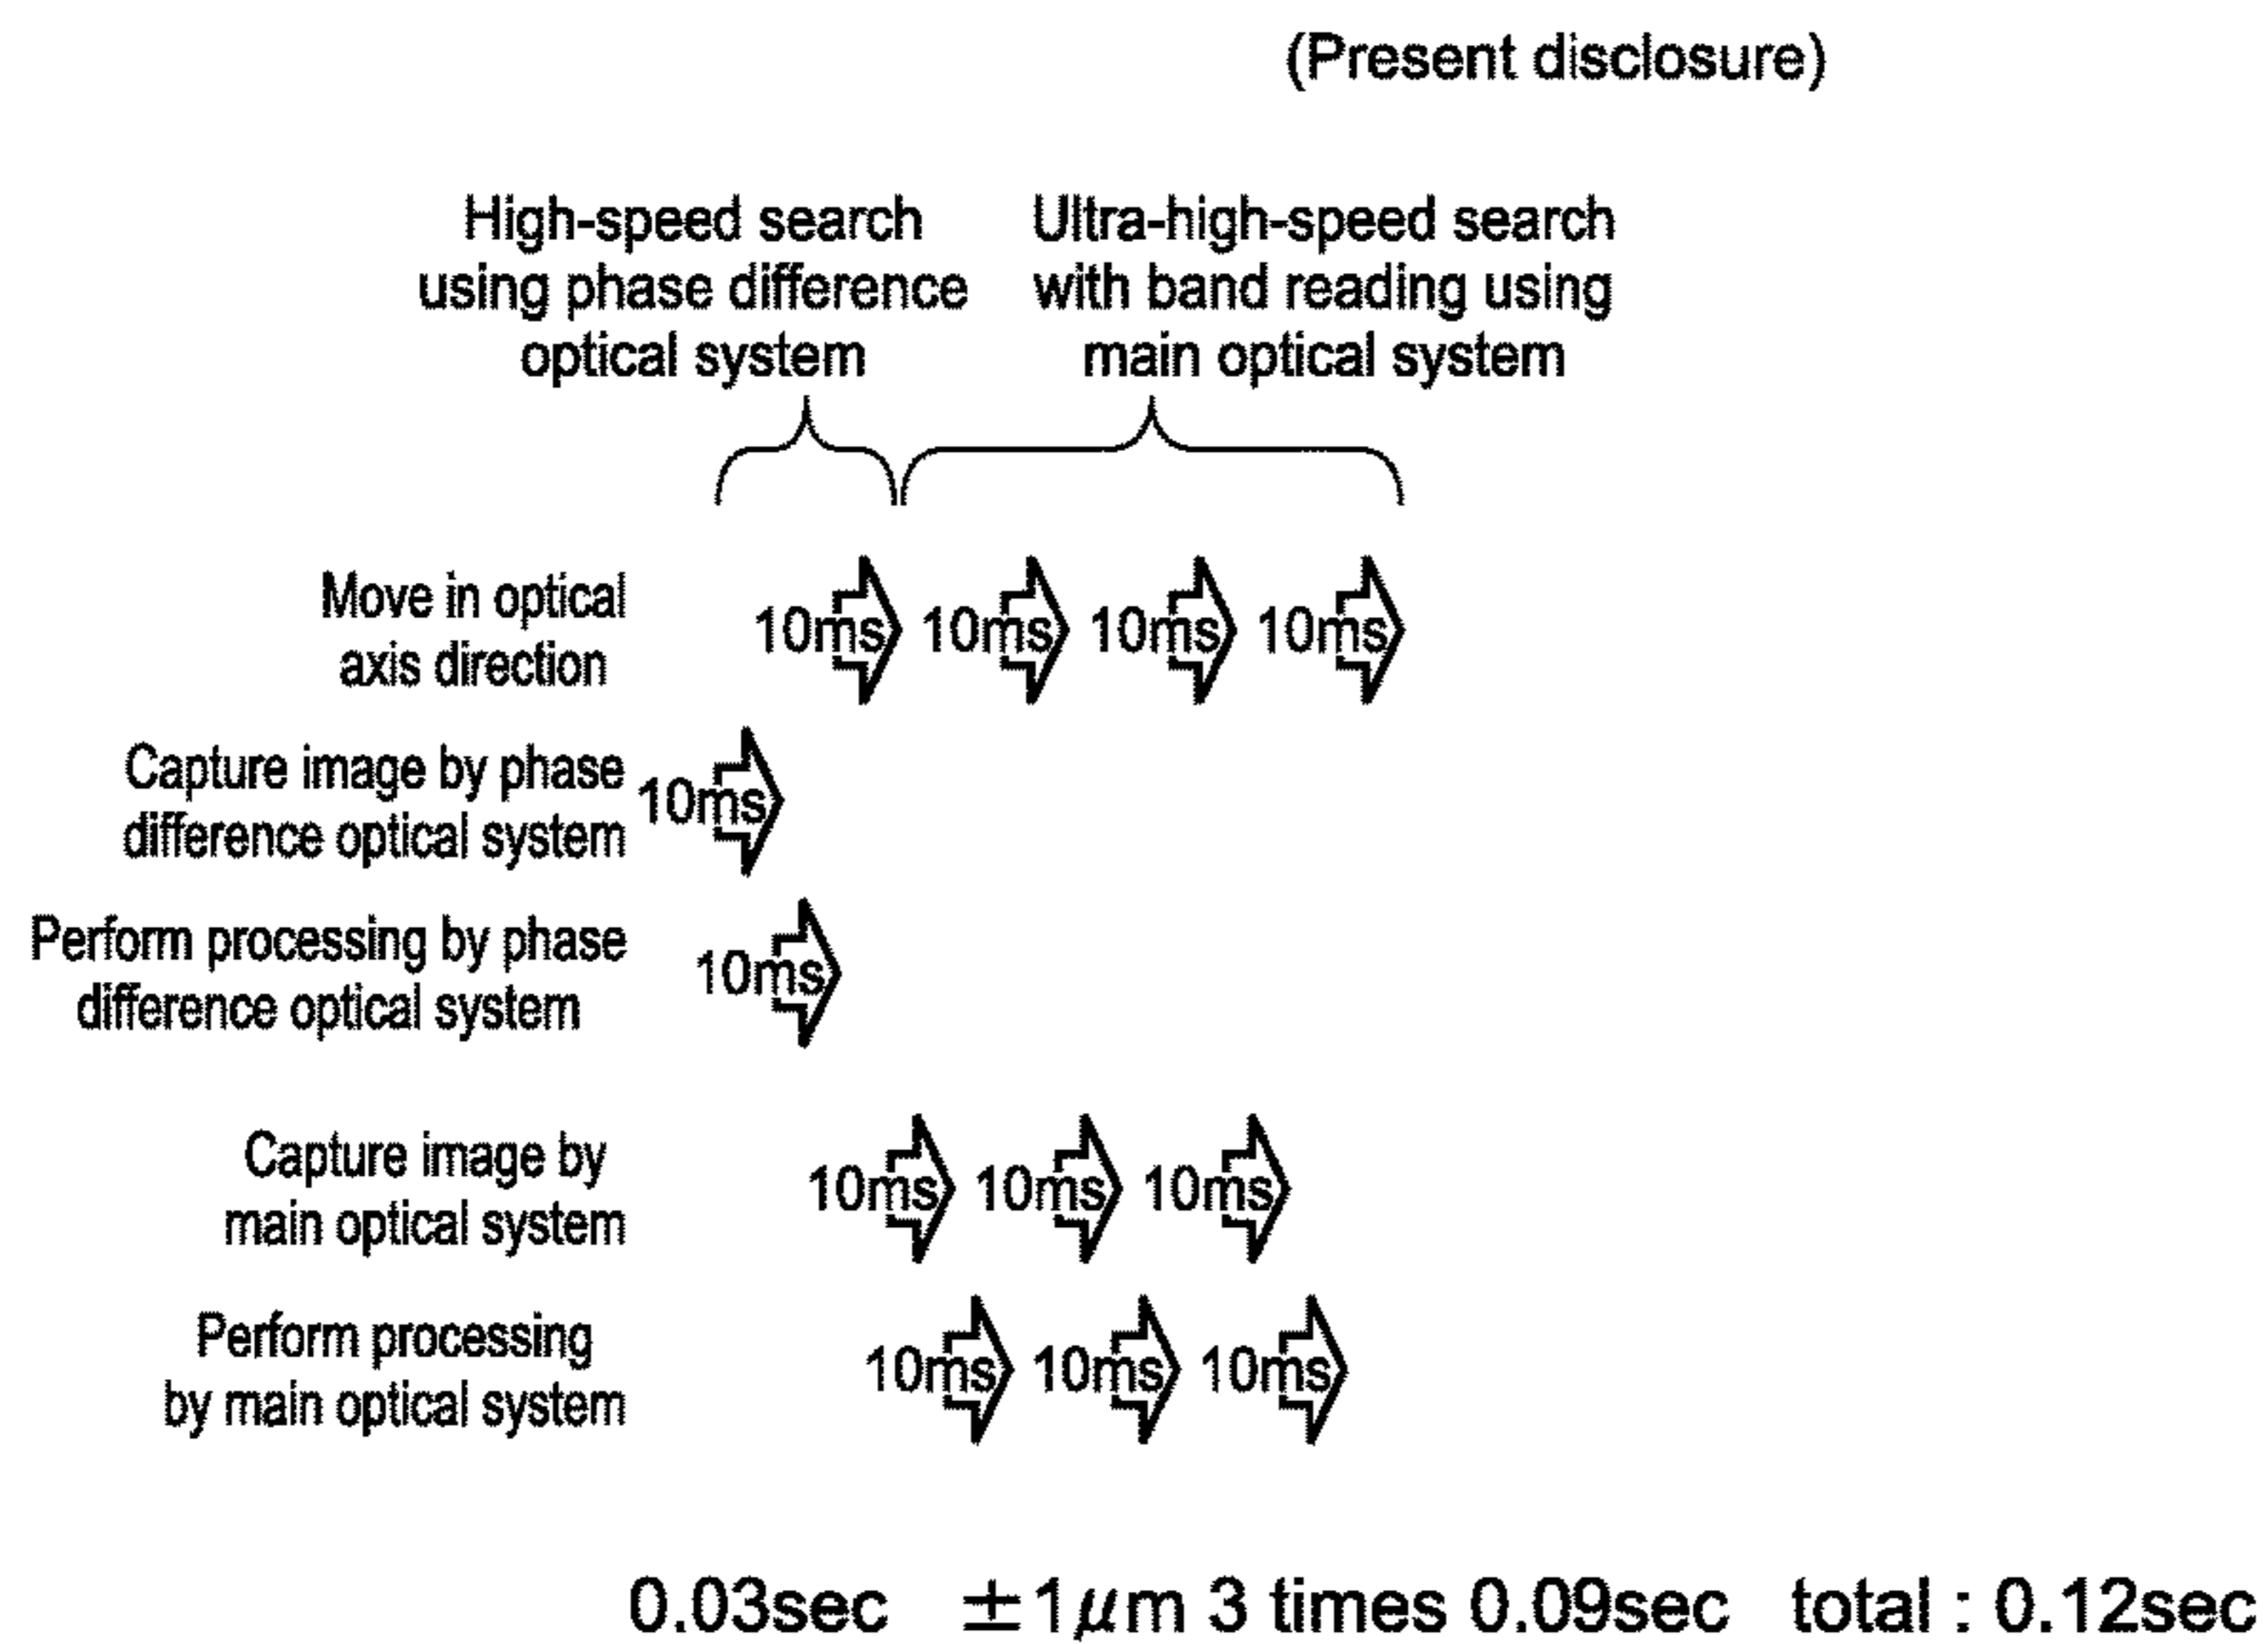 (Present disclosure)
High-speed search
using phase difference
optical system
Ultra-high-speed search
with band reading using
main optical system
Move in optical
axis direction
10ms 10ms 10ms 10ms
Capture image by phase
difference optical system
10ms
Perform processing by phase
difference optical system
10ms
Capture image by
main optical system
10ms 10ms 10ms
Perform processing
by main optical system
10ms 10ms 10ms
0.03sec ±1μm 3 times 0.09sec total : 0.12sec